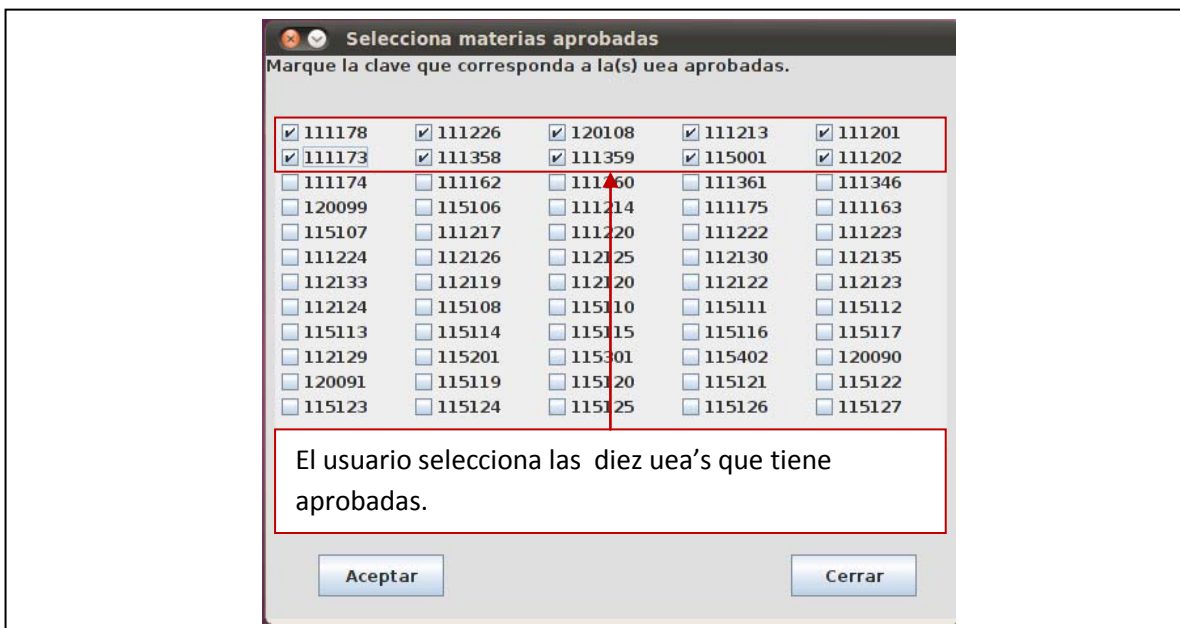 Selecciona materias aprobadas
Marque la clave que corresponda a la(s) uea aprobadas.
111178 111226 120108 111213 111201
111173 111358 111359 115001 111202
111174 111162 111360 111361 111346
120099 115106 111214 111175 111163
115107 111217 111220 111222 111223
111224 112126 112125 112130 112135
112133 112119 112120 112122 112123
112124 115108 115110 115111 115112
115113 115114 115115 115116 115117
112129 115201 115301 115402 120090
120091 115119 115120 115121 115122
115123 115124 115125 115126 115127
El usuario selecciona las diez uea's que tiene
aprobadas.
Aceptar Cerrar